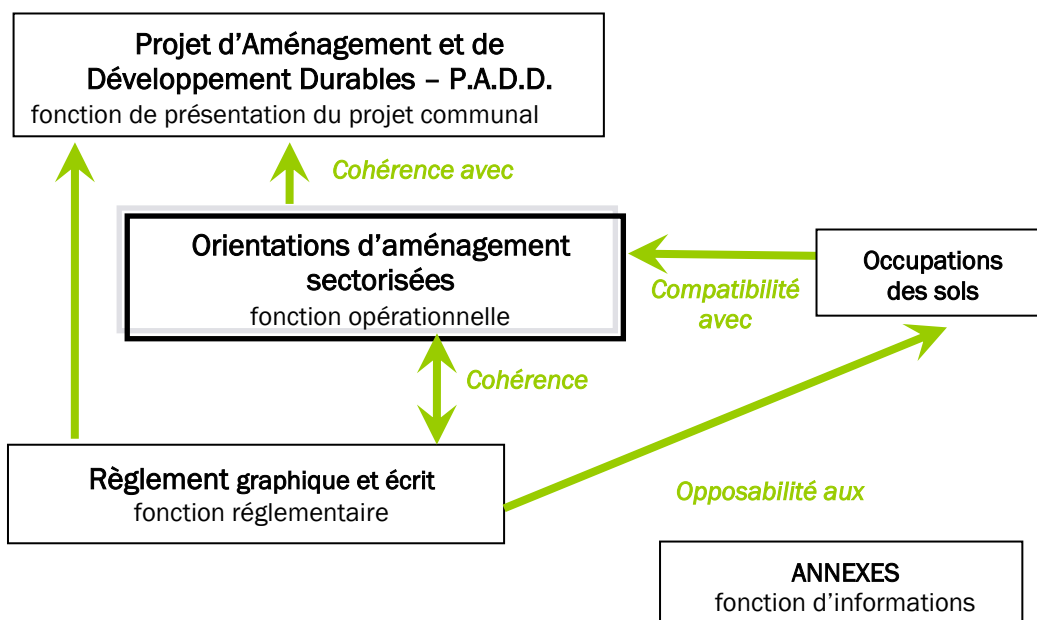 Projet d’Aménagement et de
Développement Durables – P.A.D.D.
fonction de présentation du projet communal
Cohérence avec
Orientations d’aménagement
sectorisées
fonction opérationnelle
Occupations
des sols
Compatibilité
avec
Cohérence
Règlement graphique et écrit
fonction réglementaire
Opposabilité aux
ANNEXES
fonction d’informations